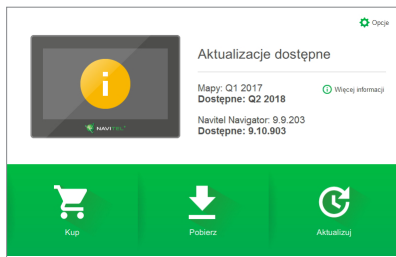 Opcje
Aktualizacje dostępne
Mapy: Q1 2017
Dostępne: Q2 2018
Więcej informacji
Navitel Navigator: 9.9.203
Dostępne: 9.10.903
NAVITEL
Kup
Pobierz
Aktualizuj